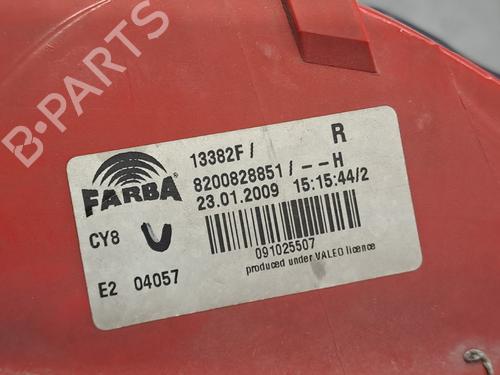 B-PARTS
13382F/ R
FARBA
8200828851/--H
23.01.2009 15:15:44/2
CY8
091025507
produced under VALEO licence
E2 04057